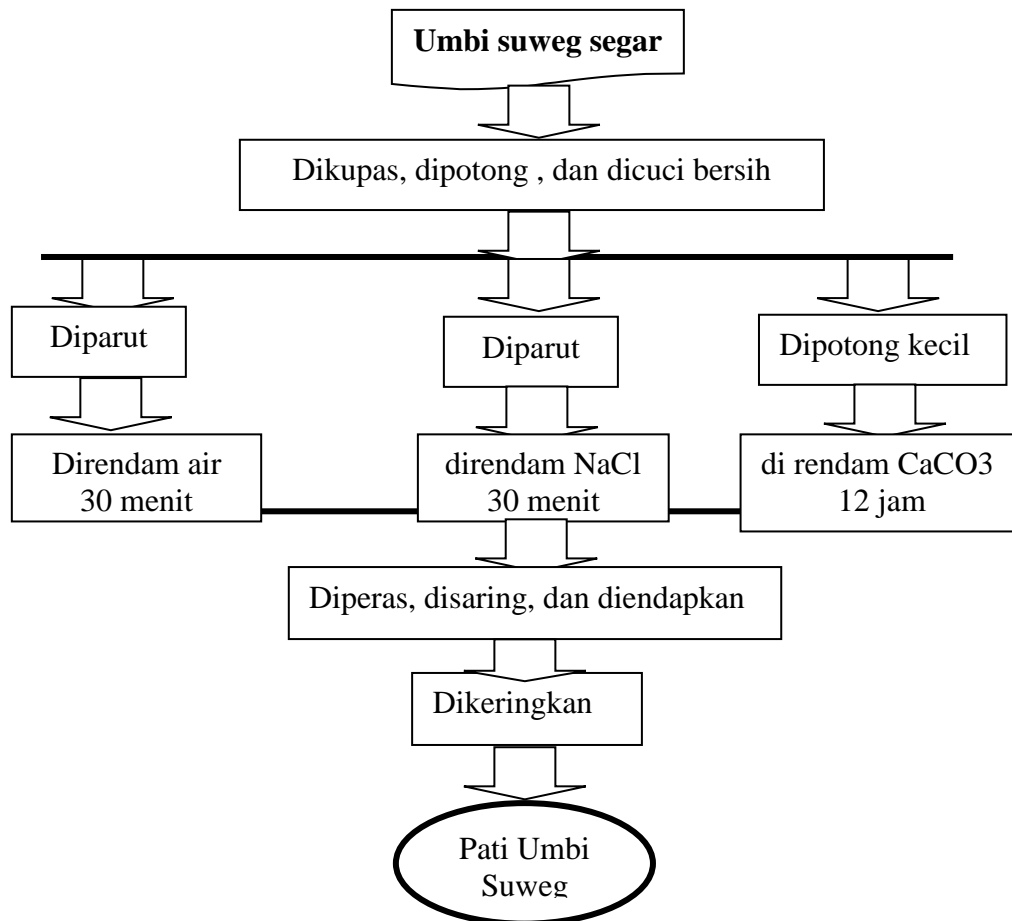 Umbi suweg segar
Dikupas, dipotong , dan dicuci bersih
Diparut
Diparut
Dipotong kecil
Direndam air
30 menit
direndam NaCl
30 menit
di rendam CaCO3
12 jam
Diperas, disaring, dan diendapkan
Dikeringkan
Pati Umbi
Suweg